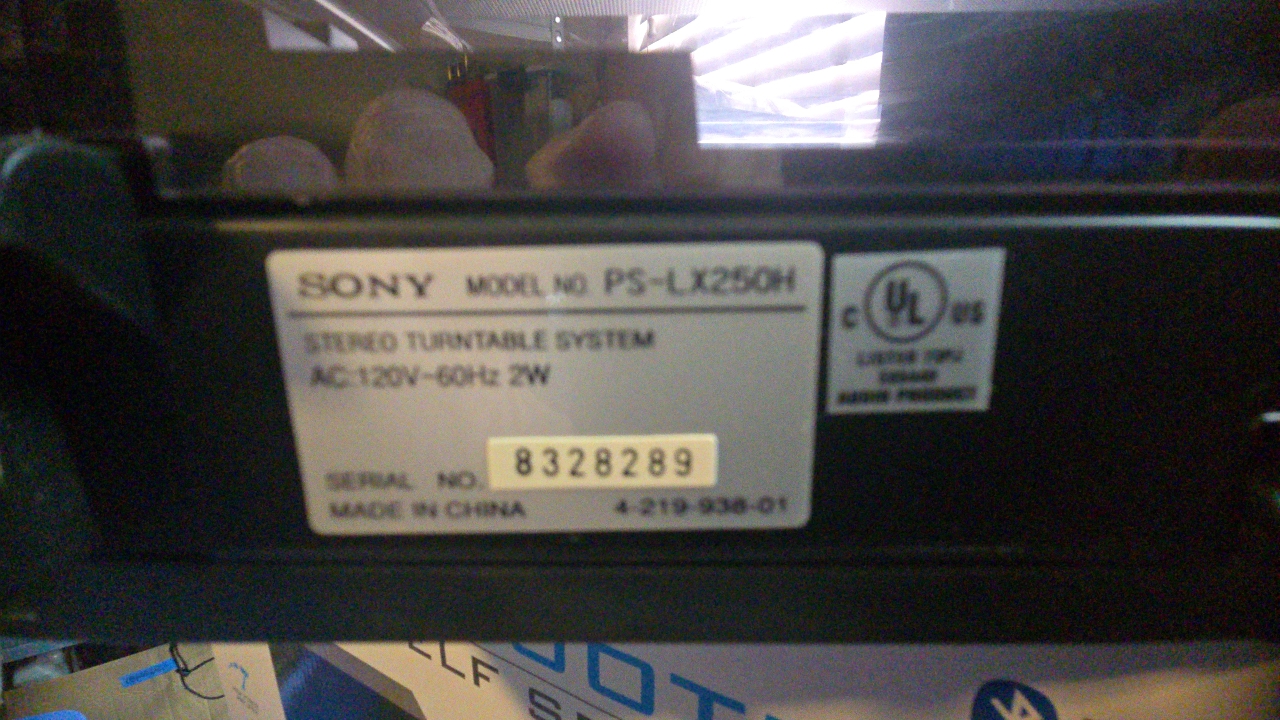 SONY MODEL NO. PS-LX250H
STEREO TURNTABLE SYSTEM
AC:120V~60Hz 2W
SERIAL NO. 8328289
MADE IN CHINA 4-219-938-01
C UL US
LISTED
AUDIO PRODUCT